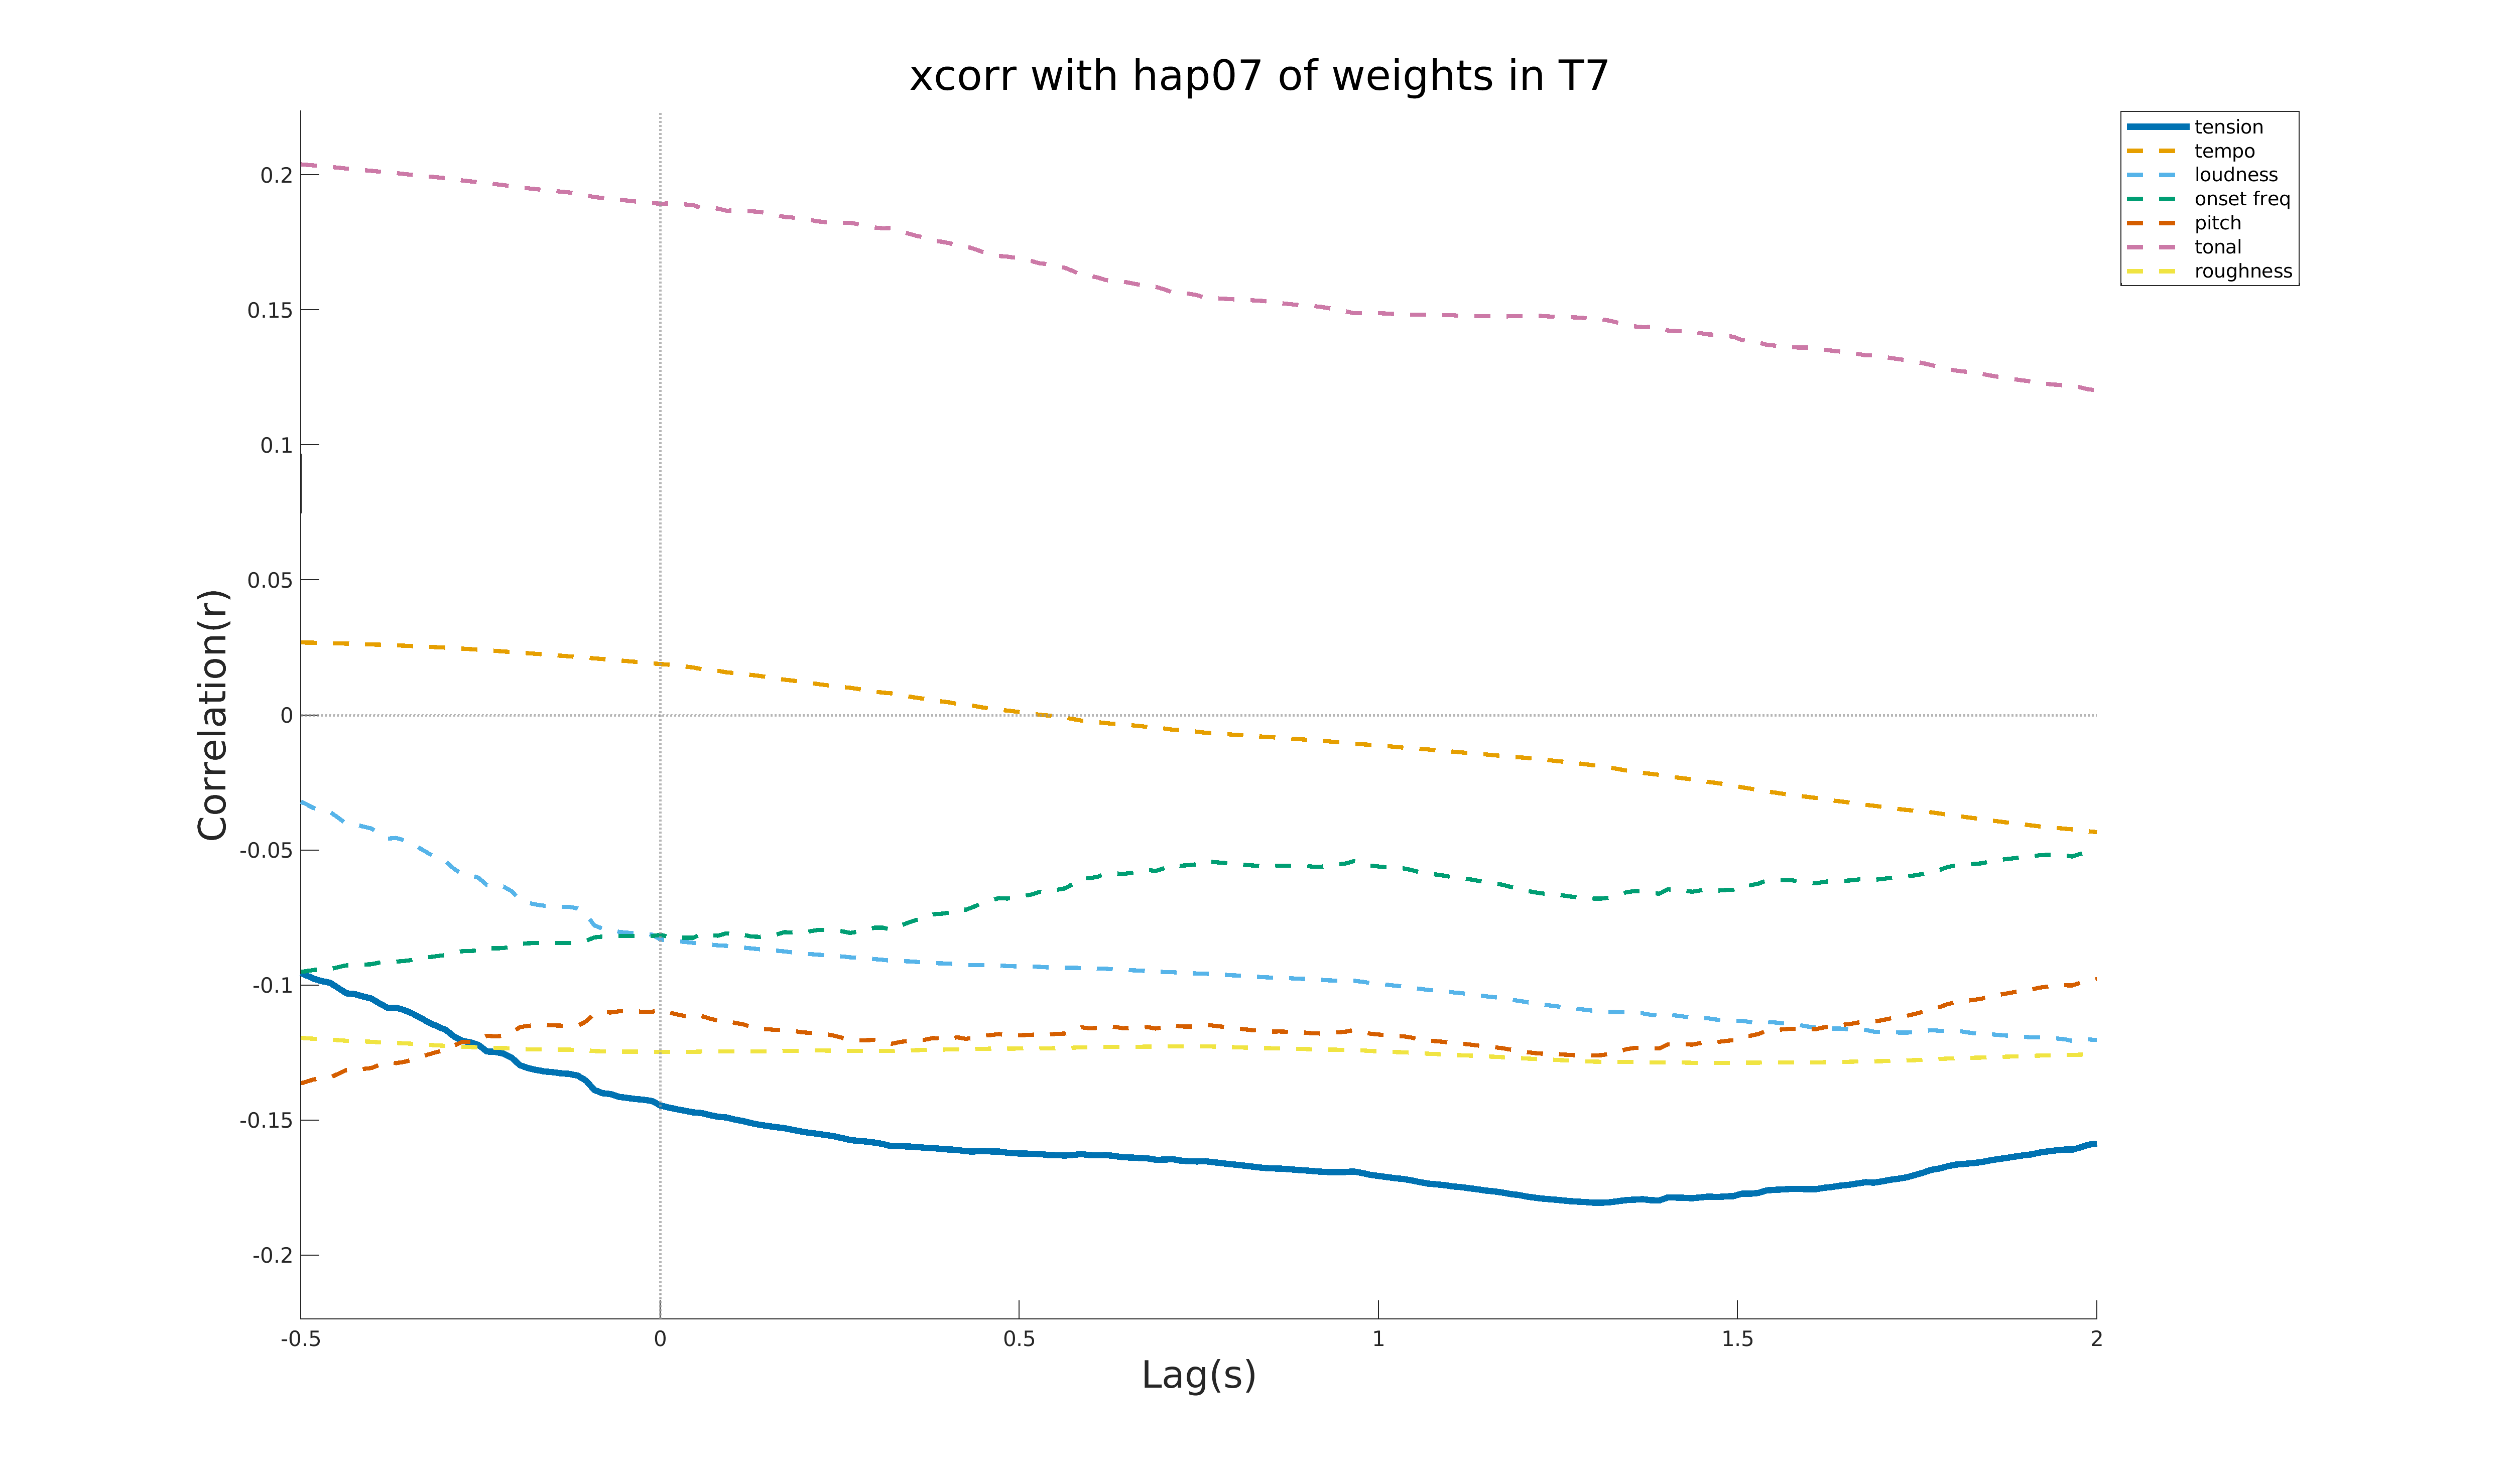 xcorr with hap07 of weights in T7
tension
tempo
loudness
onset freq
pitch
tonal
roughness
Correlation(r)
0.2
0.15
0.1
0.05
0
-0.05
-0.1
-0.15
-0.2
-0.5
0
0.5
1
1.5
2
Lag(s)